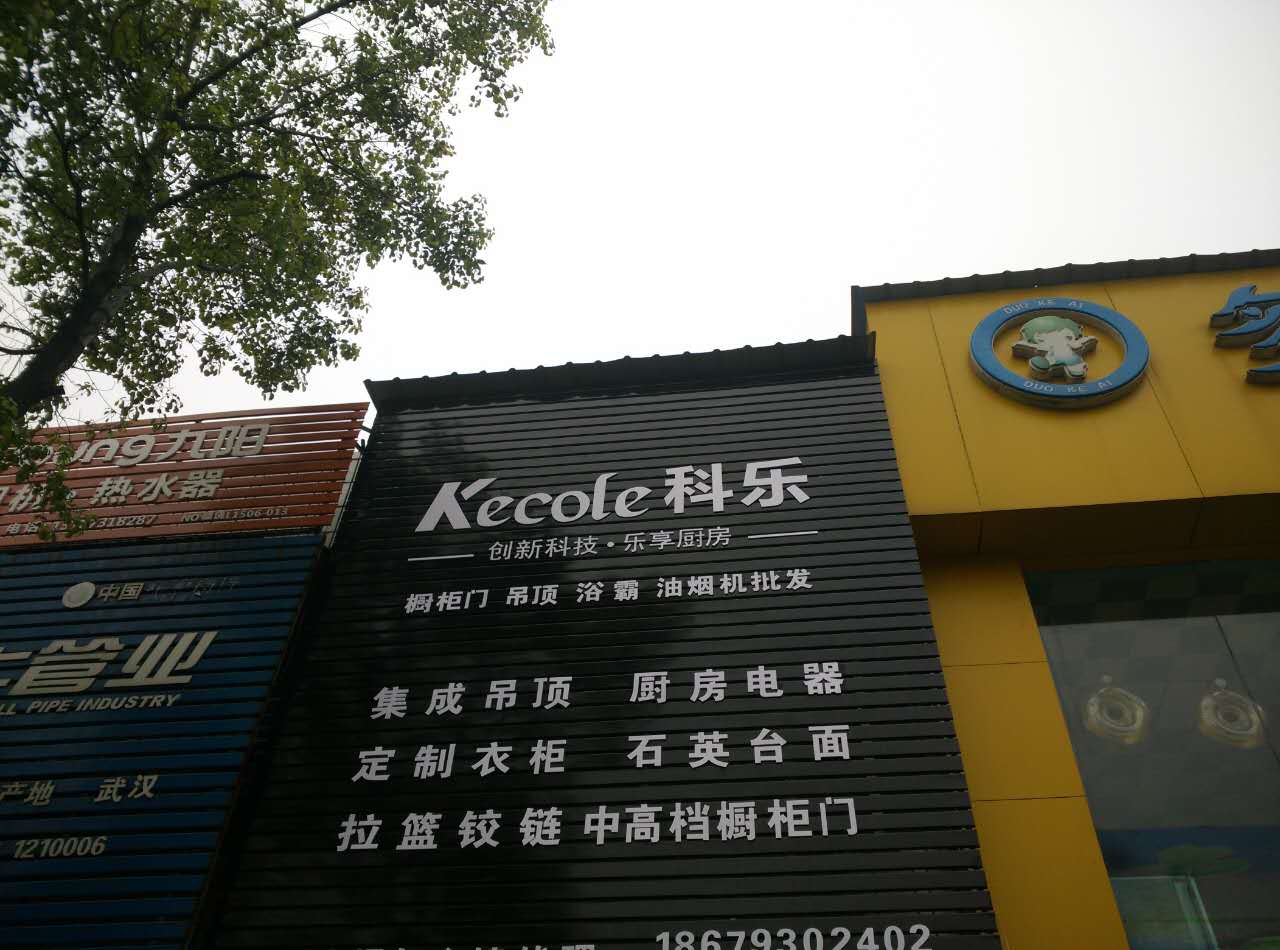 九阳
热水器
1506-013
中国
管业
PIPE INDUSTRY
产地 武汉
1210006
Kecole 科乐
创新科技·乐享厨房
橱柜门 吊顶 浴霸 油烟机批发
集成吊顶 厨房电器
定制衣柜 石英台面
拉篮铰链 中高档橱柜门
18679302402
DUO KE AI
DUO KE AI